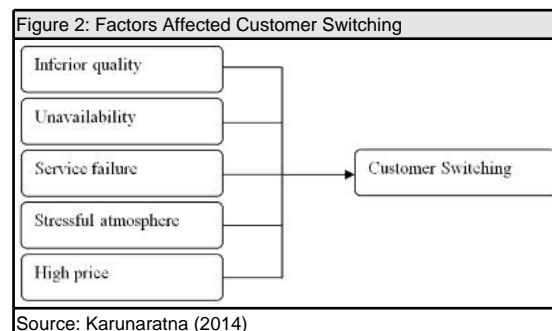 Figure 2: Factors Affected Customer Switching
Inferior quality
Unavailability
Service failure
Customer Switching
Stressful atmosphere
High price
Source: Karunaratna (2014)